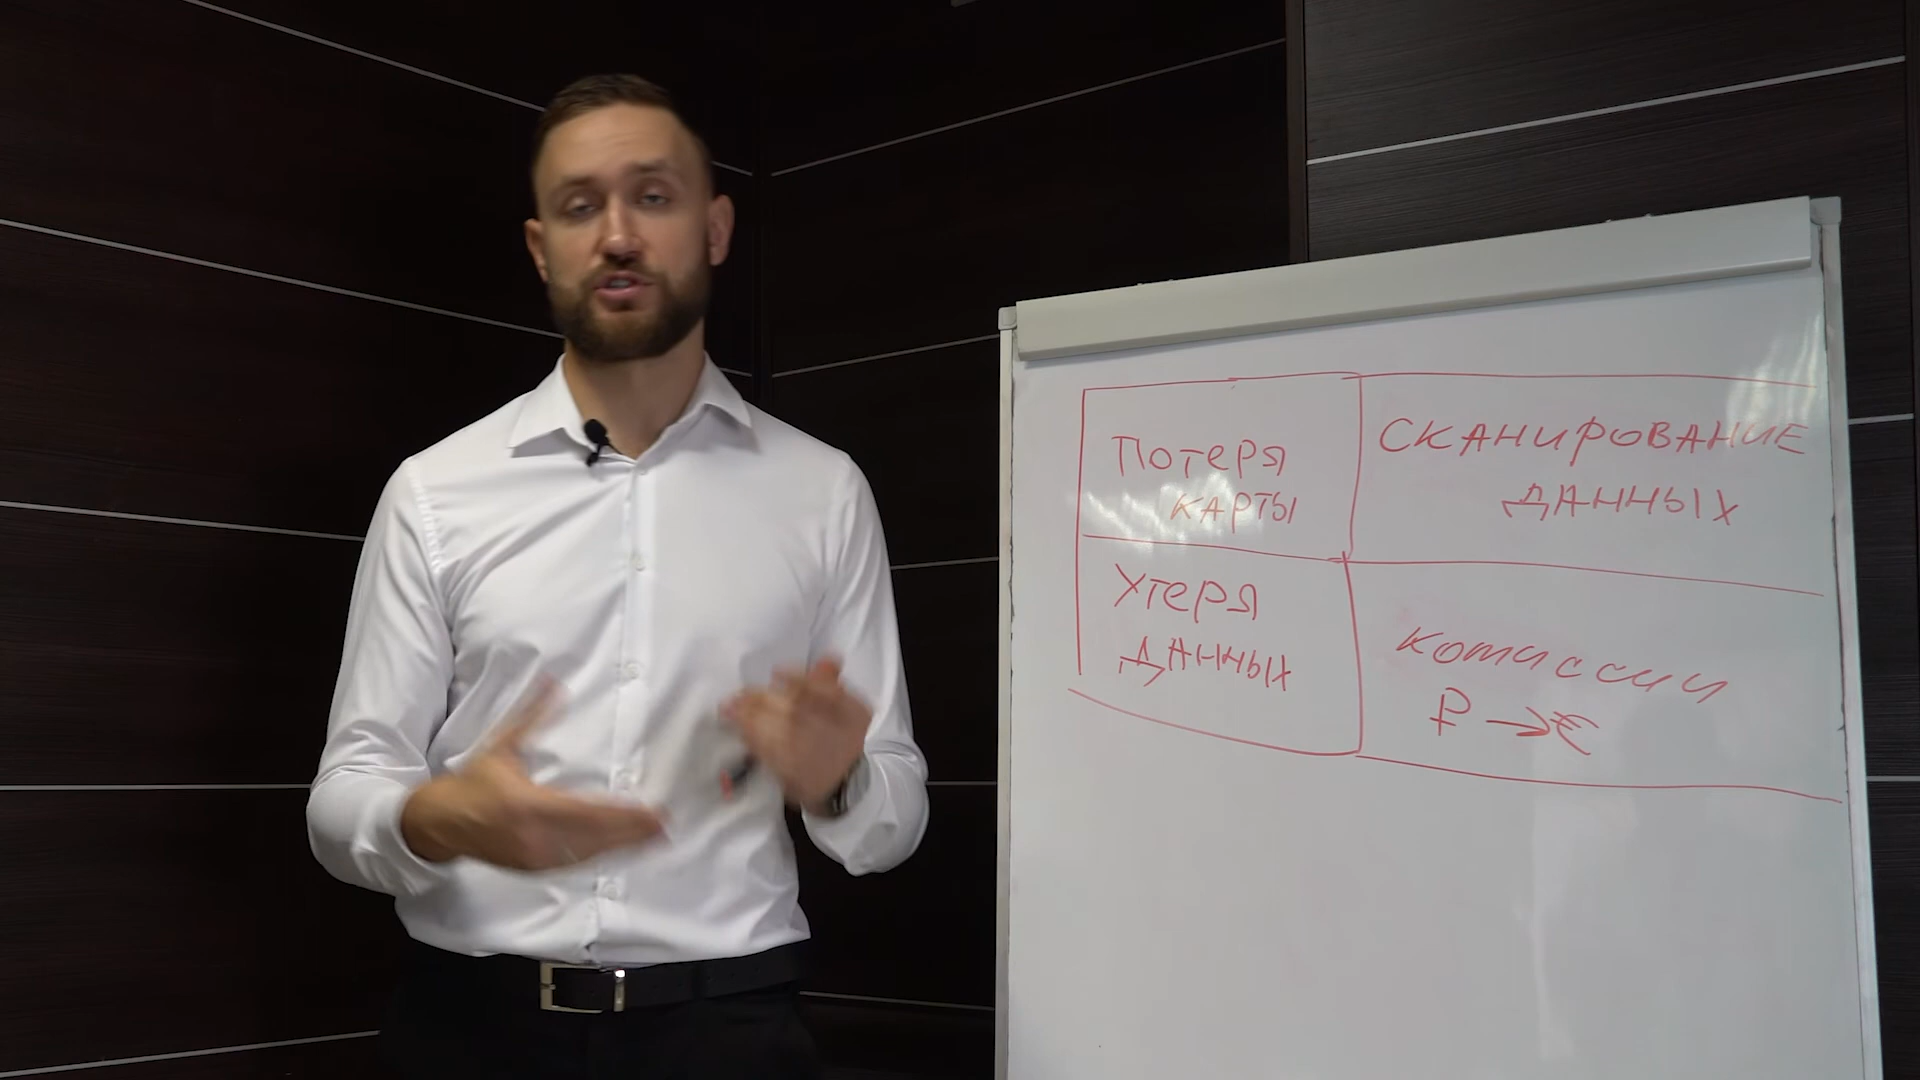 Потеря
карты
СКАНИРОВАНИЕ
ДАННЫХ
Утеря
ДАННЫХ
комиссии
₽ → €